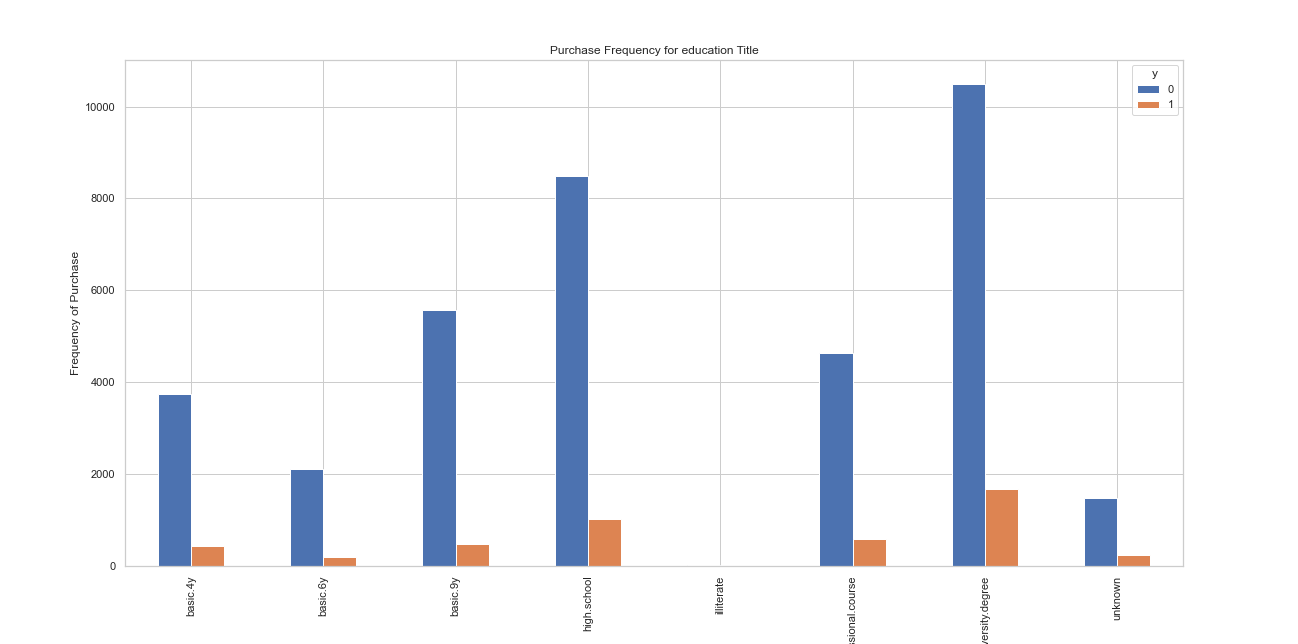 Purchase Frequency for education Title
y
0
1
Frequency of Purchase
10000
8000
6000
4000
2000
0
basic.4y
basic.6y
basic.9y
high.school
illiterate
sional.course
versity.degree
unknown